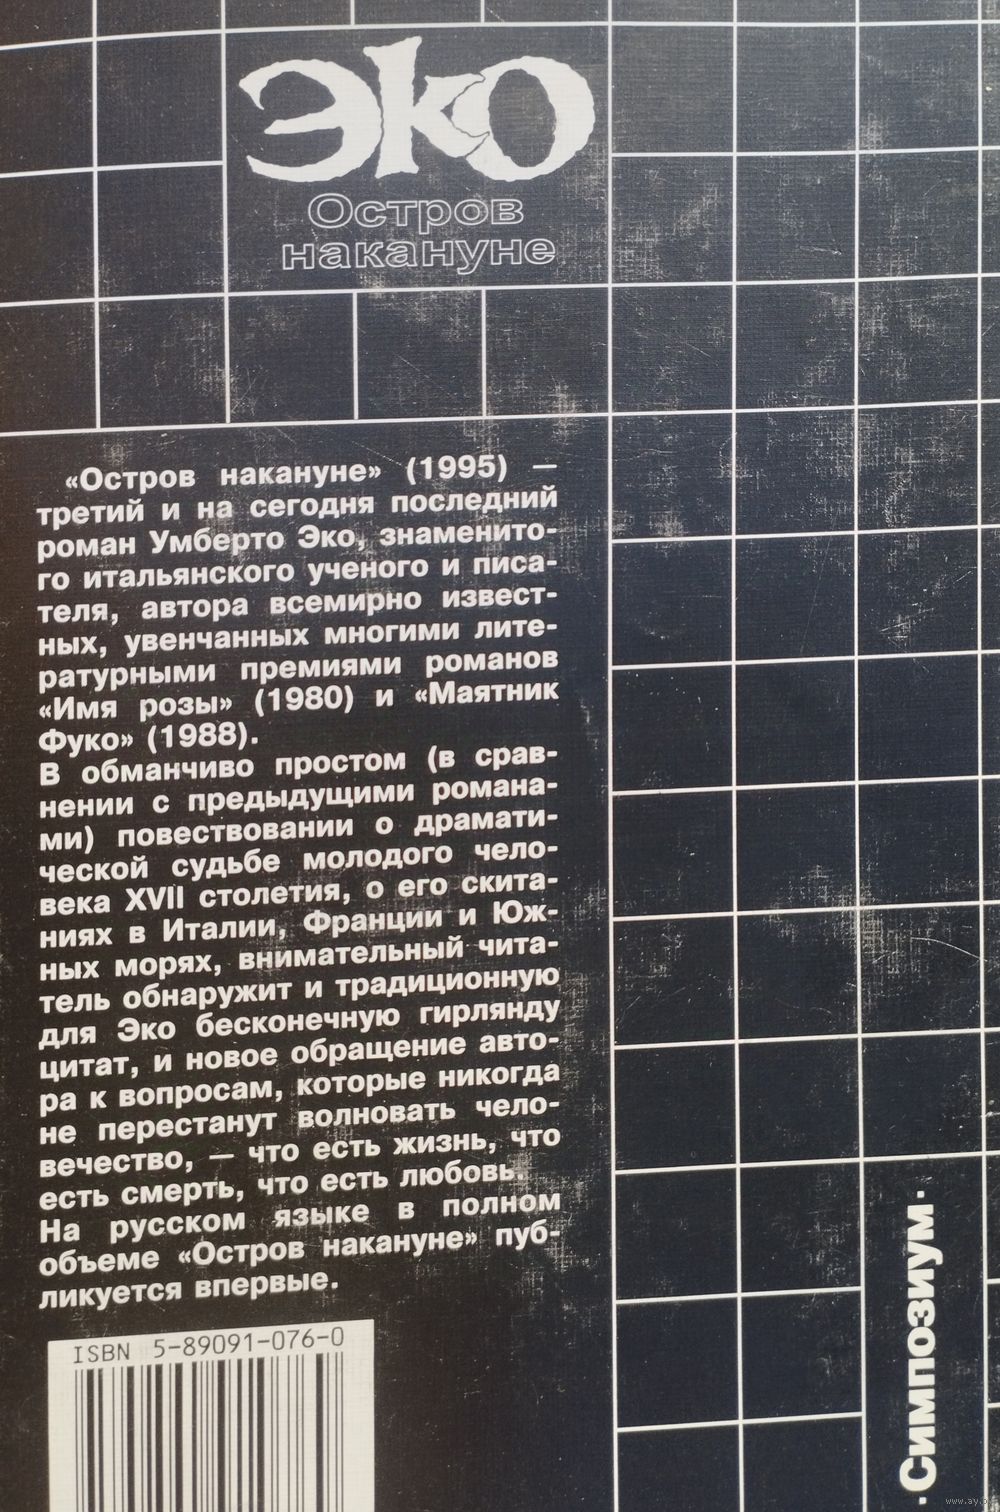 Эко
Остров
накануне
«Остров накануне» (1995) —
третий и на сегодня последний
роман Умберто Эко, знаменито-
го итальянского ученого и писа-
теля, автора всемирно извест-
ных, увенчанных многими лите-
ратурными премиями романов
«Имя розы» (1980) и «Маятник
Фуко» (1988).
В обманчиво простом (в срав-
нении с предыдущими романа-
ми) повествовании о драмати-
ческой судьбе молодого чело-
века XVII столетия, о его скита-
ниях в Италии, Франции и Юж-
ных морях, внимательный чита-
тель обнаружит и традиционную
для Эко бесконечную гирлянду
цитат, и новое обращение авто-
ра к вопросам, которые никогда
не перестанут волновать чело-
вечество, — что есть жизнь, что
есть смерть, что есть любовь.
На русском языке в полном
объеме «Остров накануне» пуб-
ликуется впервые.
ISBN 5-89091-076-0
·Симпозиум·